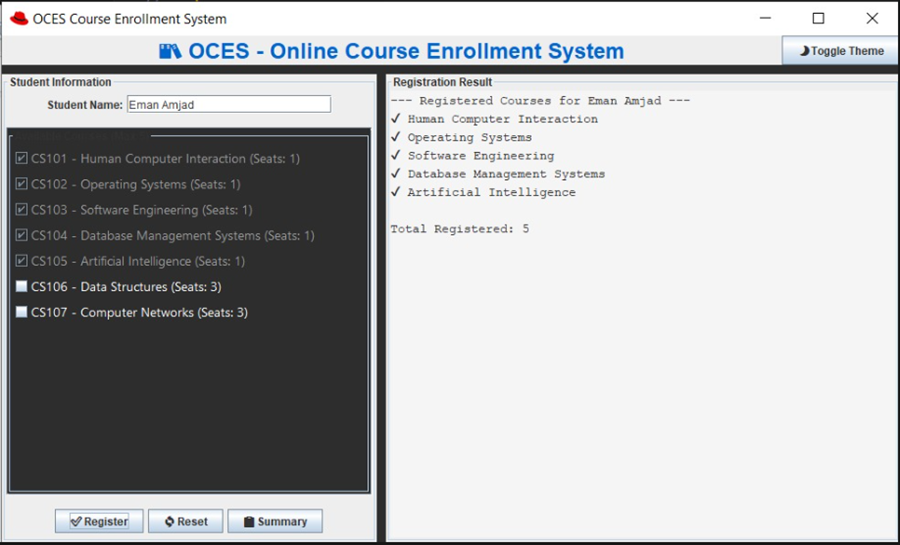 OCES Course Enrollment System
OCES - Online Course Enrollment System
Toggle Theme
Student Information
Student Name: Eman Amjad
CS101 - Human Computer Interaction (Seats: 1)
CS102 - Operating Systems (Seats: 1)
CS103 - Software Engineering (Seats: 1)
CS104 - Database Management Systems (Seats: 1)
CS105 - Artificial Intelligence (Seats: 1)
CS106 - Data Structures (Seats: 3)
CS107 - Computer Networks (Seats: 3)
Register
Reset
Summary
Registration Result
--- Registered Courses for Eman Amjad ---
✓ Human Computer Interaction
✓ Operating Systems
✓ Software Engineering
✓ Database Management Systems
✓ Artificial Intelligence
Total Registered: 5